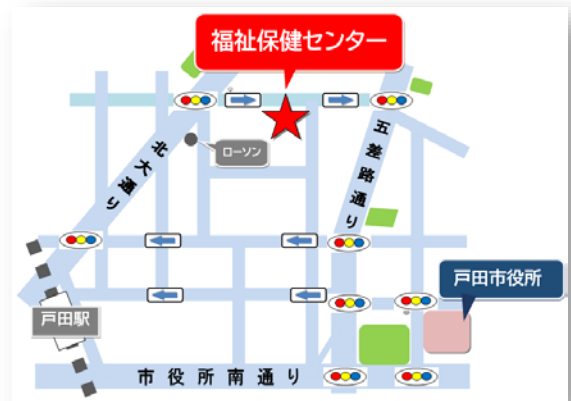 福祉保健センター
ローソン
北大通り
五差路通り
戸田市役所
戸田駅
市役所南通り